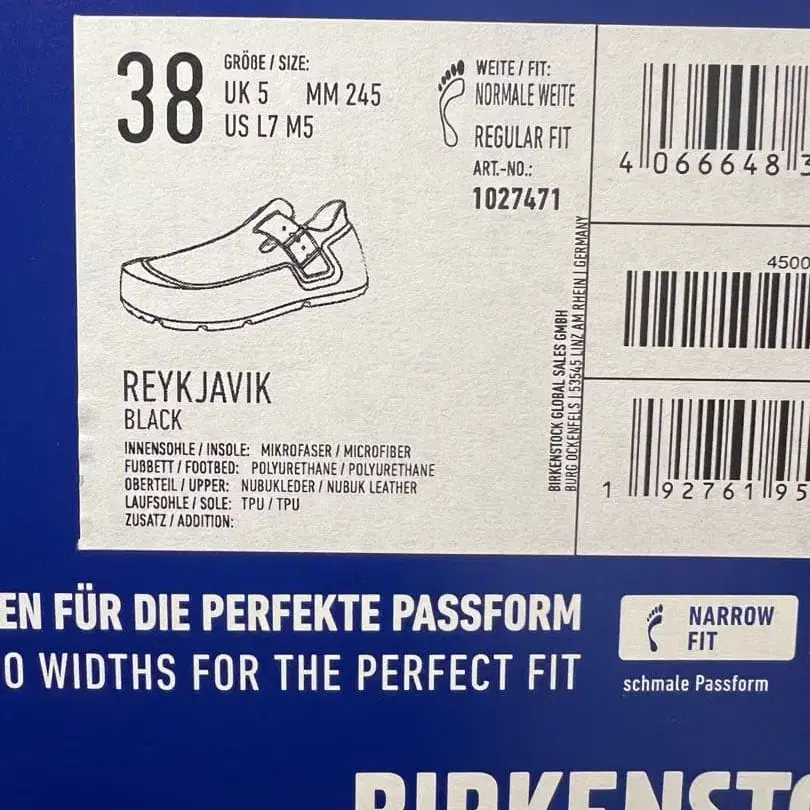 38
GRÖßE / SIZE:
UK 5 MM 245
US L7 M5
WEITE / FIT:
NORMALE WEITE
REGULAR FIT
ART.-NO.:
1027471
REYKJAVIK
BLACK
INNENSOHLE / INSOLE: MIKROFASER / MICROFIBER
FUßBETT / FOOTBED: POLYURETHANE / POLYURETHANE
OBERTEIL / UPPER: NUBUKLEDER / NUBUK LEATHER
LAUFSOHLE / SOLE: TPU / TPU
ZUSATZ / ADDITION:
BIRKENSTOCK GLOBAL SALES GMBH
BURG OCKENFELS | 53545 LINZ AM RHEIN | GERMANY
4 066648 3
4500
1 92761 95
EN FÜR DIE PERFEKTE PASSFORM
O WIDTHS FOR THE PERFECT FIT
NARROW
FIT
schmale Passform
BIRKENSTO